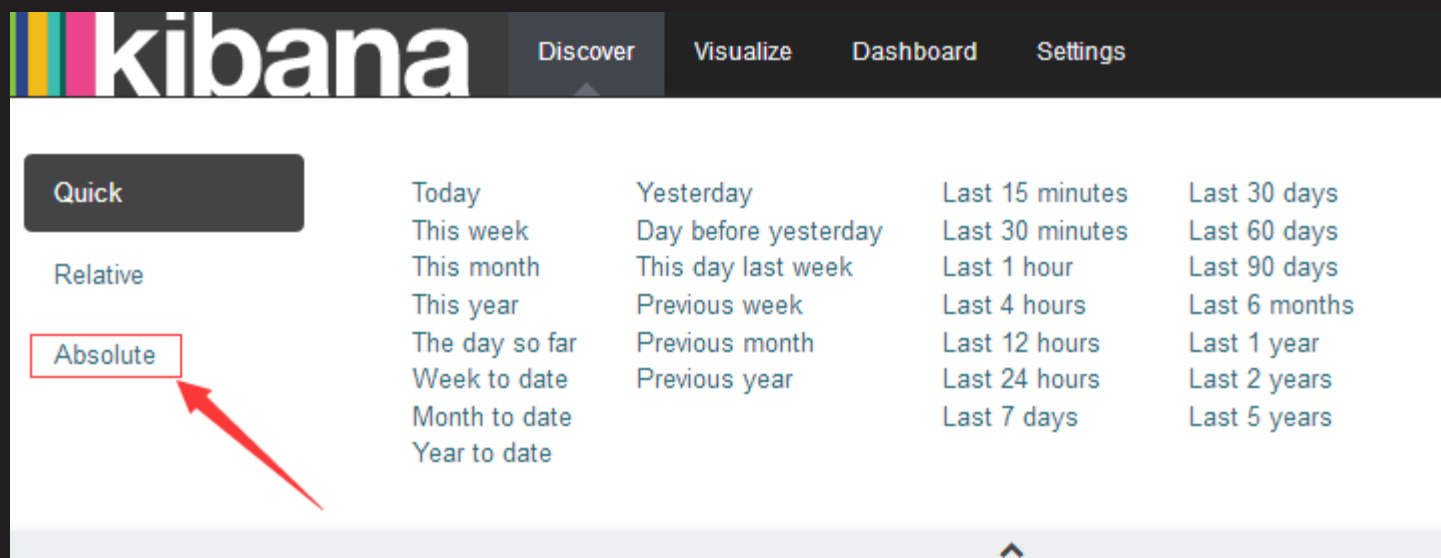 kibana Discover Visualize Dashboard Settings
Quick
Relative
Absolute
Today Yesterday Last 15 minutes Last 30 days
This week Day before yesterday Last 30 minutes Last 60 days
This month This day last week Last 1 hour Last 90 days
This year Previous week Last 4 hours Last 6 months
The day so far Previous month Last 12 hours Last 1 year
Week to date Previous year Last 24 hours Last 2 years
Month to date Last 7 days Last 5 years
Year to date